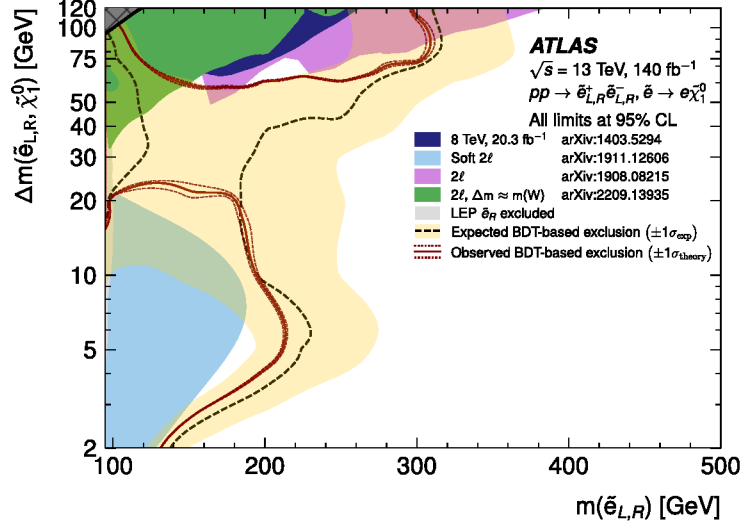 120
100
75
50
40
30
20
10
5
2
100
200
300
400
500
Δm(ẽL,R, χ̃₁⁰) [GeV]
m(ẽL,R) [GeV]
ATLAS
√s = 13 TeV, 140 fb⁻¹
pp → ẽ⁺L,R ẽ⁻L,R, ẽ → eχ̃₁⁰
All limits at 95% CL
8 TeV, 20.3 fb⁻¹ arXiv:1403.5294
Soft 2ℓ arXiv:1911.12606
2ℓ arXiv:1908.08215
2ℓ, Δm ≈ m(W) arXiv:2209.13935
LEP ẽR excluded
Expected BDT-based exclusion (±1σexp)
Observed BDT-based exclusion (±1σtheory)